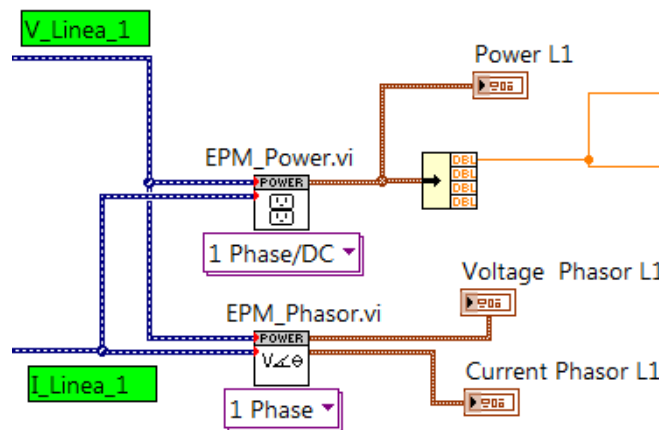 V_Linea_1
Power L1
EPM_Power.vi
POWER
DBL
DBL
DBL
DBL
1 Phase/DC
Voltage Phasor L1
EPM_Phasor.vi
POWER
V∠θ
Current Phasor L1
I_Linea_1
1 Phase